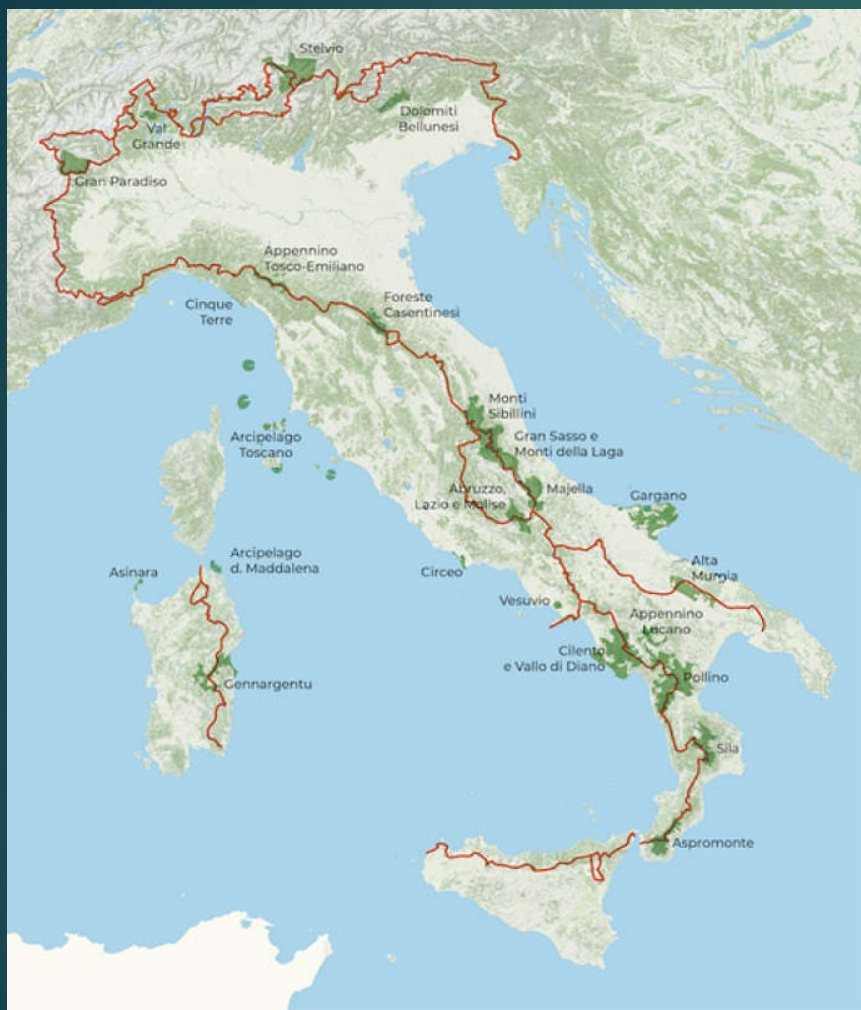 Stelvio
Dolomiti
Bellunesi
Val
Grande
Gran Paradiso
Appennino
Tosco-Emiliano
Foreste
Casentinesi
Cinque
Terre
Monti
Sibillini
Gran Sasso e
Monti della Laga
Arcipelago
Toscano
Abruzzo,
Lazio e Molise
Majella
Gargano
Asinara
Arcipelago
d. Maddalena
Circeo
Alta
Murgia
Vesuvio
Appennino
Lucano
Cilento
e Vallo di Diano
Pollino
Gennargentu
Sila
Aspromonte